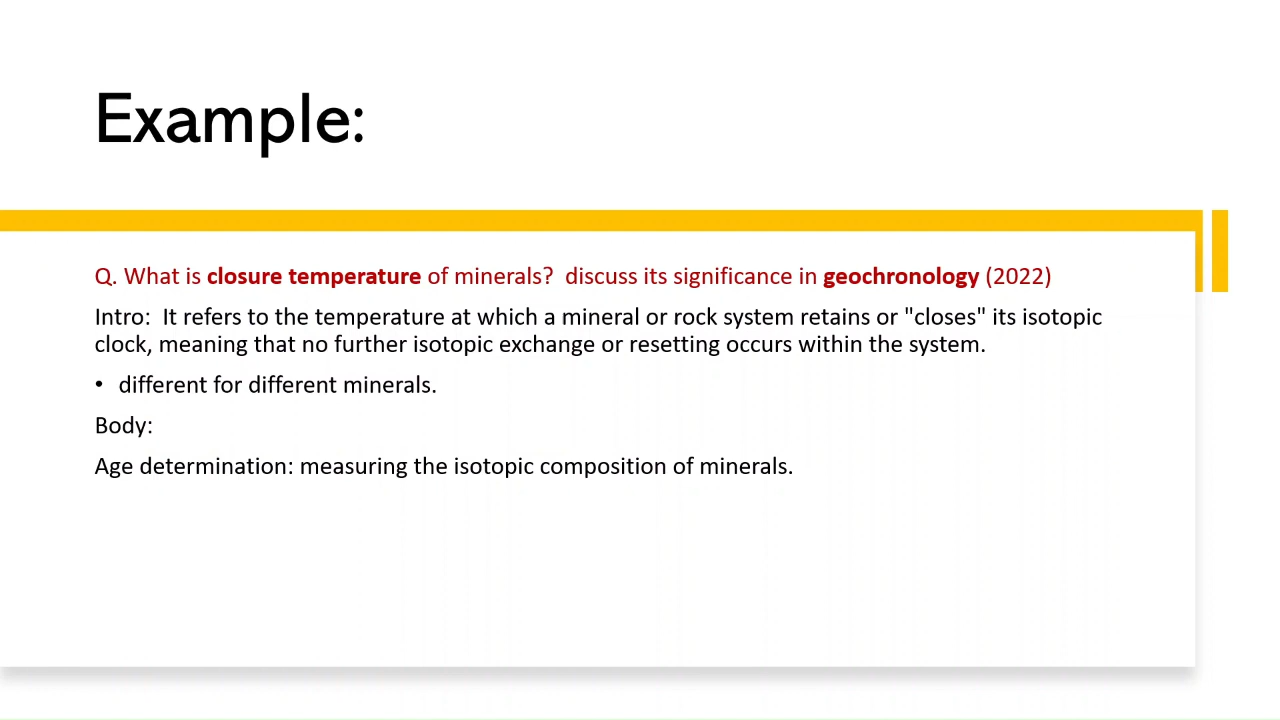 Example:
Q. What is closure temperature of minerals?  discuss its significance in geochronology (2022)
Intro:  It refers to the temperature at which a mineral or rock system retains or "closes" its isotopic
clock, meaning that no further isotopic exchange or resetting occurs within the system.
• different for different minerals.
Body:
Age determination: measuring the isotopic composition of minerals.